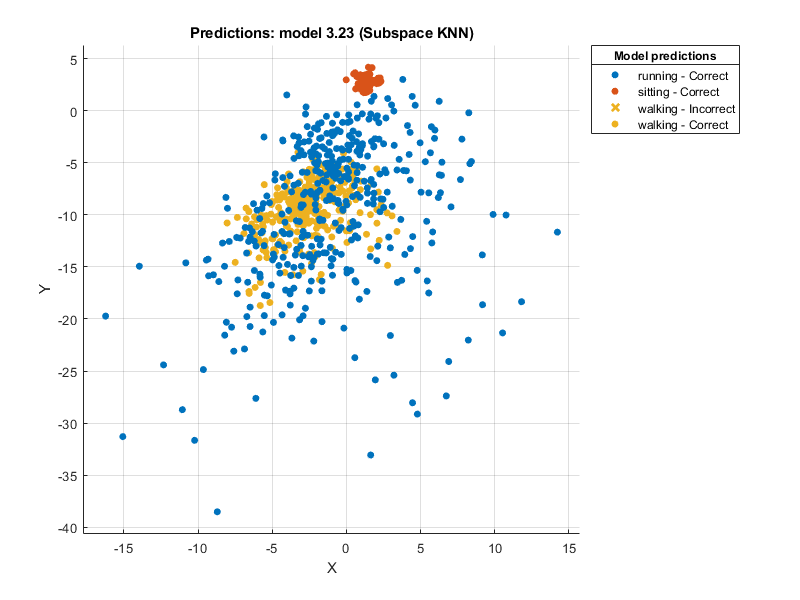 Predictions: model 3.23 (Subspace KNN)
Model predictions
running - Correct
sitting - Correct
walking - Incorrect
walking - Correct
5
0
-5
-10
-15
-20
-25
-30
-35
-40
Y
-15 -10 -5 0 5 10 15
X